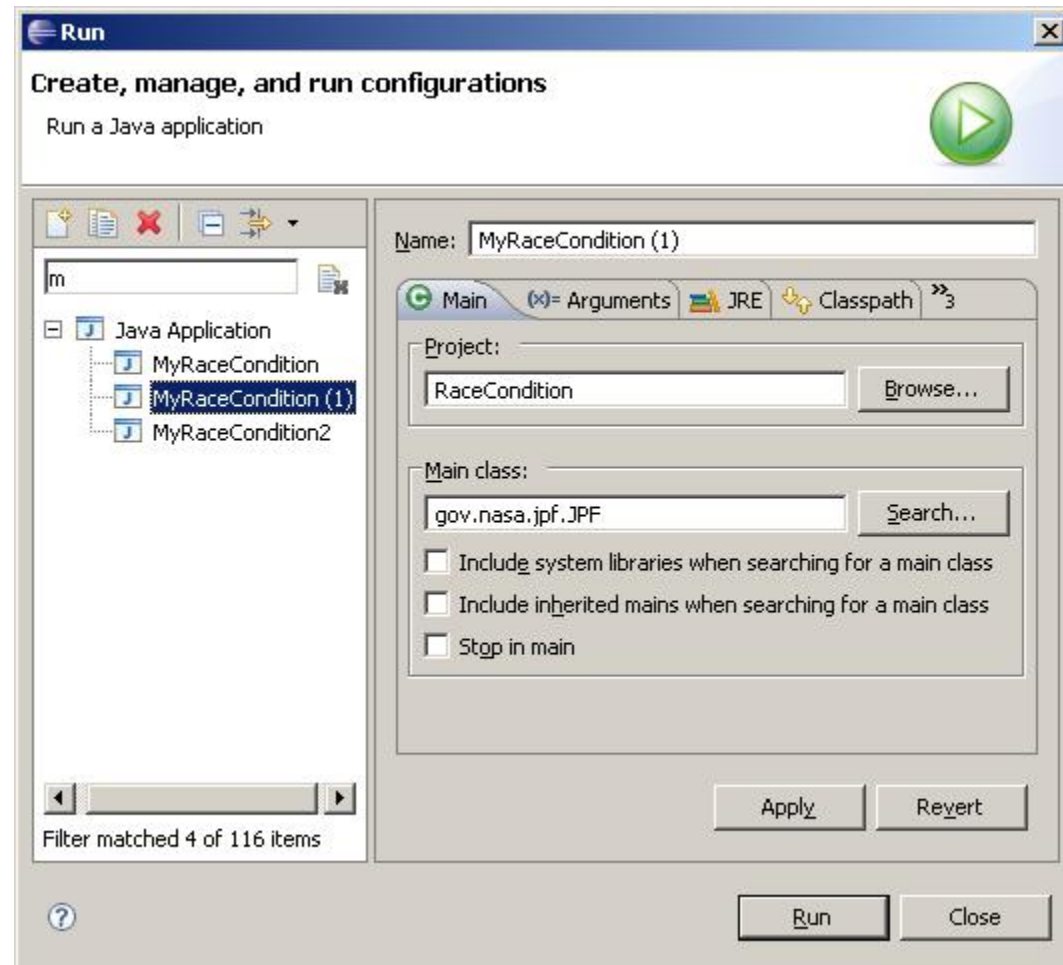 Run
Create, manage, and run configurations
Run a Java application
m
Java Application
MyRaceCondition
MyRaceCondition (1)
MyRaceCondition2
Filter matched 4 of 116 items
Name: MyRaceCondition (1)
Main (x)= Arguments JRE Classpath »3
Project:
RaceCondition Browse...
Main class:
gov.nasa.jpf.JPF Search...
Include system libraries when searching for a main class
Include inherited mains when searching for a main class
Stop in main
Apply Revert
Run Close